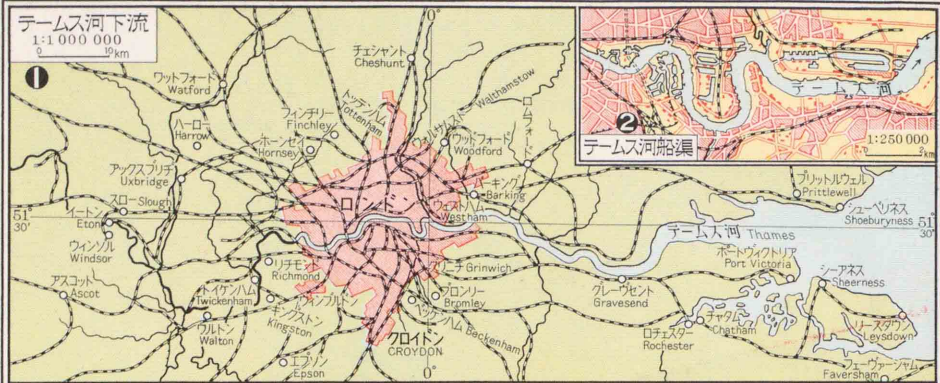 テームス河下流
1:1 000 000
0 10km
❶
0°
チェシャント
Cheshunt
ワットフォード
Watford
トッテンハム
Tottenham
ウォルサムストー
Walthamstow
ロムフォード
フィンチリー
Finchley
ハーロー
Harrow
ホーンセイ
Hornsey
ウッドフォード
Woodford
アックスブリヂ
Uxbridge
バーキング
Barking
ウェストハム
Westham
スロー Slough
51°
30′
イートン
Eton
ロンドン
ウィンゾル
Windsor
リチモンド
Richmond
グリニチ Grinwich
アスコット
Ascot
トイケンハム
Twickenham
ウィンブルドン
キングストン
Kingston
ブロンリー
Bromley
ベッケンハム Beckenham
ウルトン
Walton
クロイドン
CROYDON
エプソン
Epson
0°
❷
テームス河船渠
テームス河
1:250 000
0 2km
プリットルウェル
Prittlewell
シューベリネス
Shoeburyness
51°
30′
テームス河 Thames
ポートヴィクトリア
Port Victoria
シーアネス
Sheerness
グレーヴセント
Gravesend
チャタム
Chatham
ロチェスター
Rochester
リースダウン
Leysdown
フェーヴァーシャム
Faversham